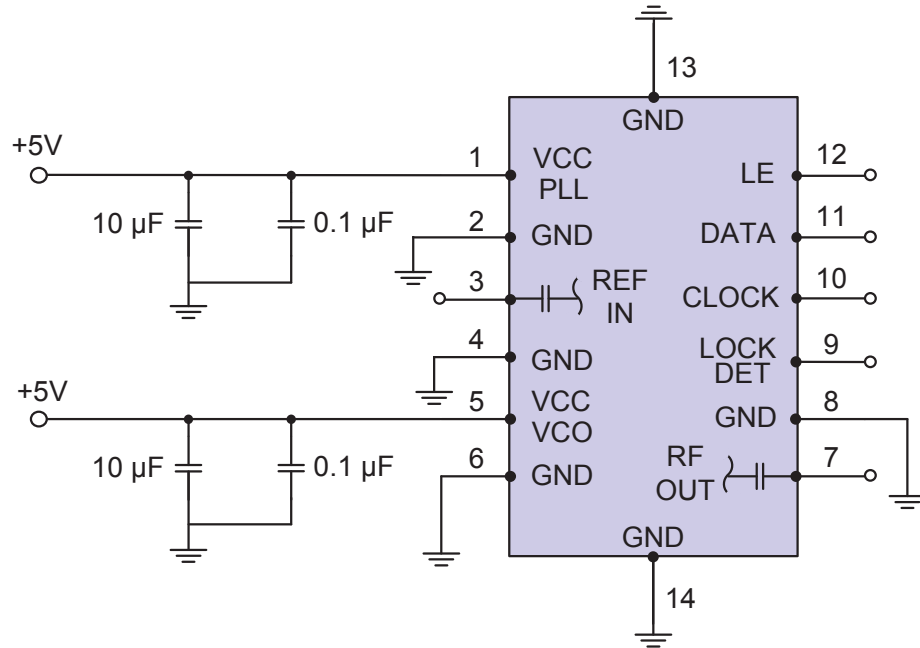 13
GND
+5V
1
VCC
PLL
12
LE
10 µF
0.1 µF
2
GND
11
DATA
3
REF
IN
10
CLOCK
4
GND
9
LOCK
DET
+5V
5
VCC
VCO
8
GND
10 µF
0.1 µF
6
GND
7
RF
OUT
GND
14